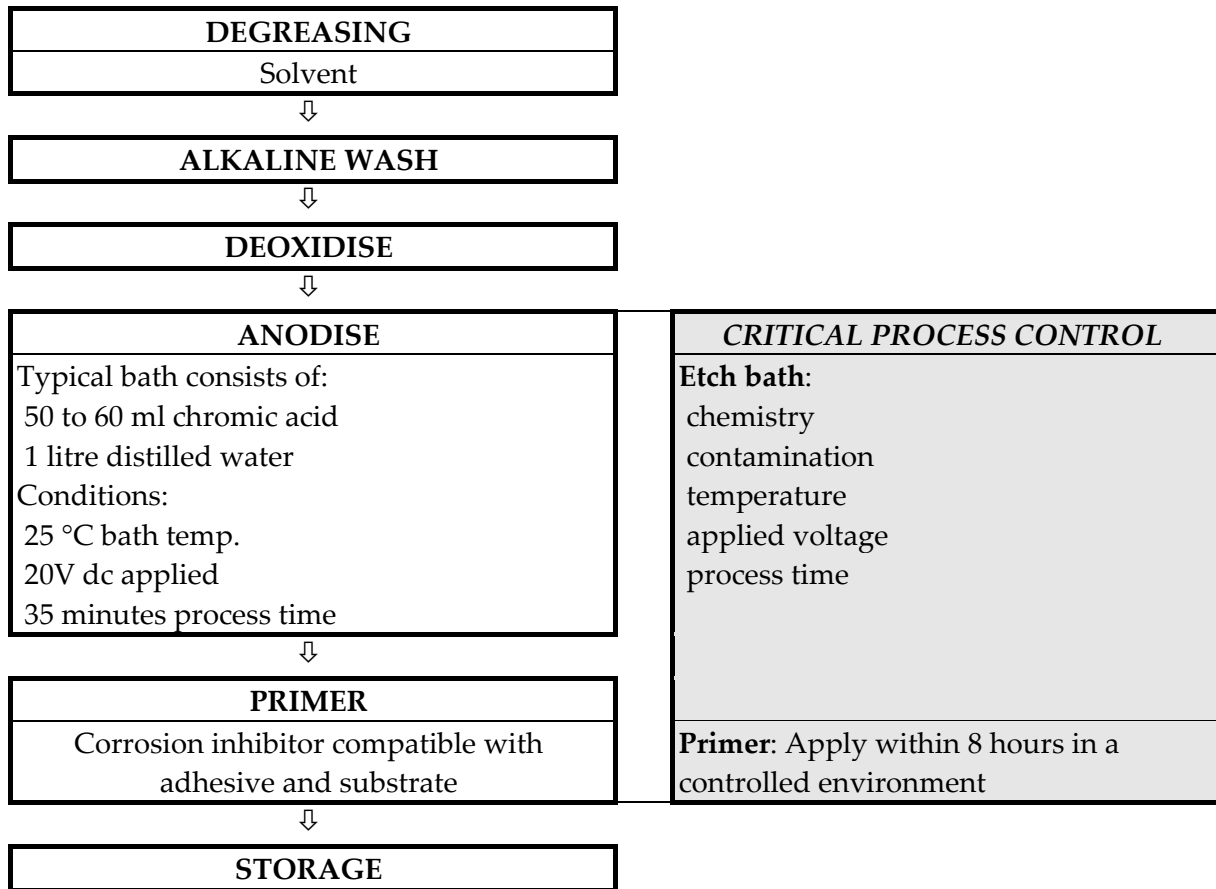 DEGREASING
Solvent
⇩
ALKALINE WASH
⇩
DEOXIDISE
⇩
ANODISE
Typical bath consists of:
50 to 60 ml chromic acid
1 litre distilled water
Conditions:
25 °C bath temp.
20V dc applied
35 minutes process time
CRITICAL PROCESS CONTROL
Etch bath:
chemistry
contamination
temperature
applied voltage
process time
⇩
PRIMER
Corrosion inhibitor compatible with
adhesive and substrate
Primer: Apply within 8 hours in a
controlled environment
⇩
STORAGE